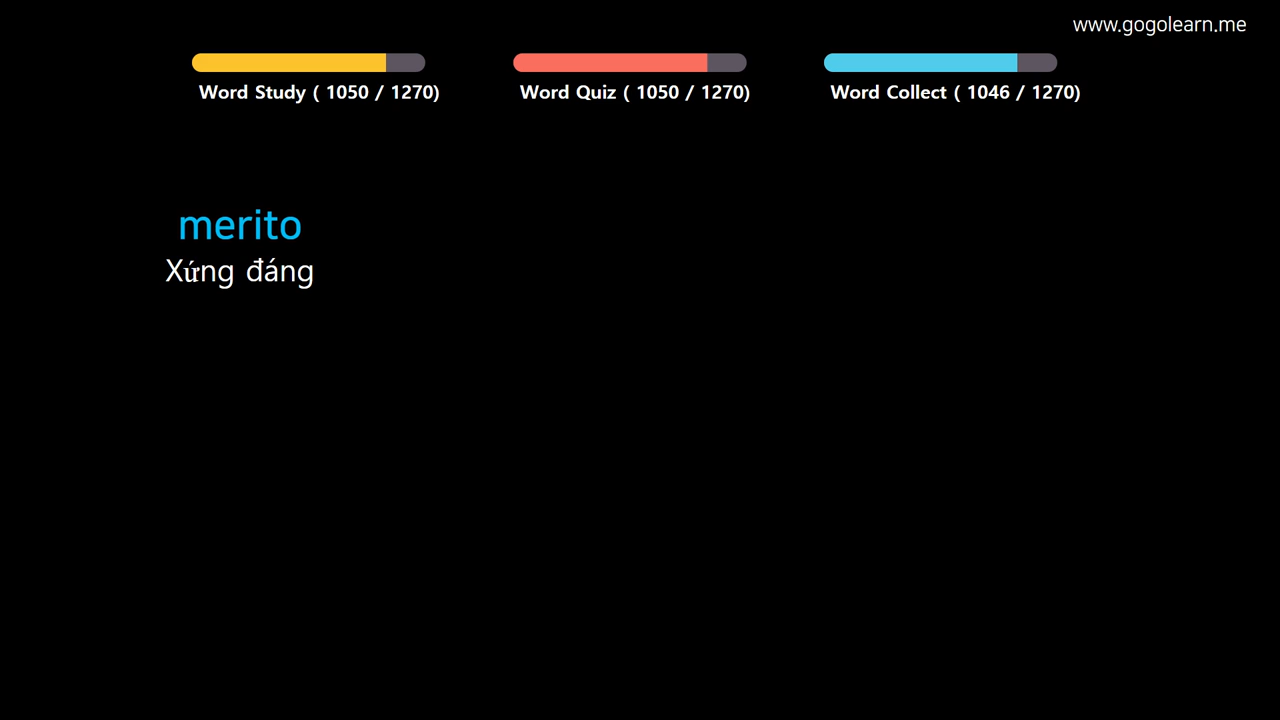 www.gogolearn.me
Word Study ( 1050 / 1270)
Word Quiz ( 1050 / 1270)
Word Collect ( 1046 / 1270)
merito
Xứng đáng